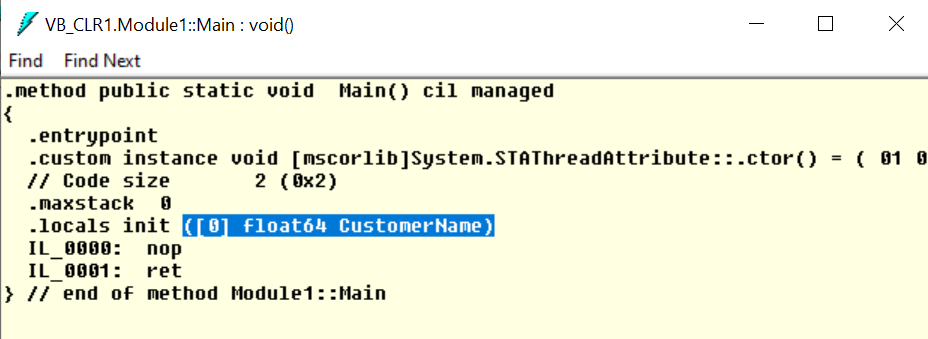 VB_CLR1.Module1::Main : void()
Find Find Next
.method public static void  Main() cil managed
{
  .entrypoint
  .custom instance void [mscorlib]System.STAThreadAttribute::.ctor() = ( 01 0
  // Code size       2 (0x2)
  .maxstack  0
  .locals init ([0] float64 CustomerName)
  IL_0000:  nop
  IL_0001:  ret
} // end of method Module1::Main